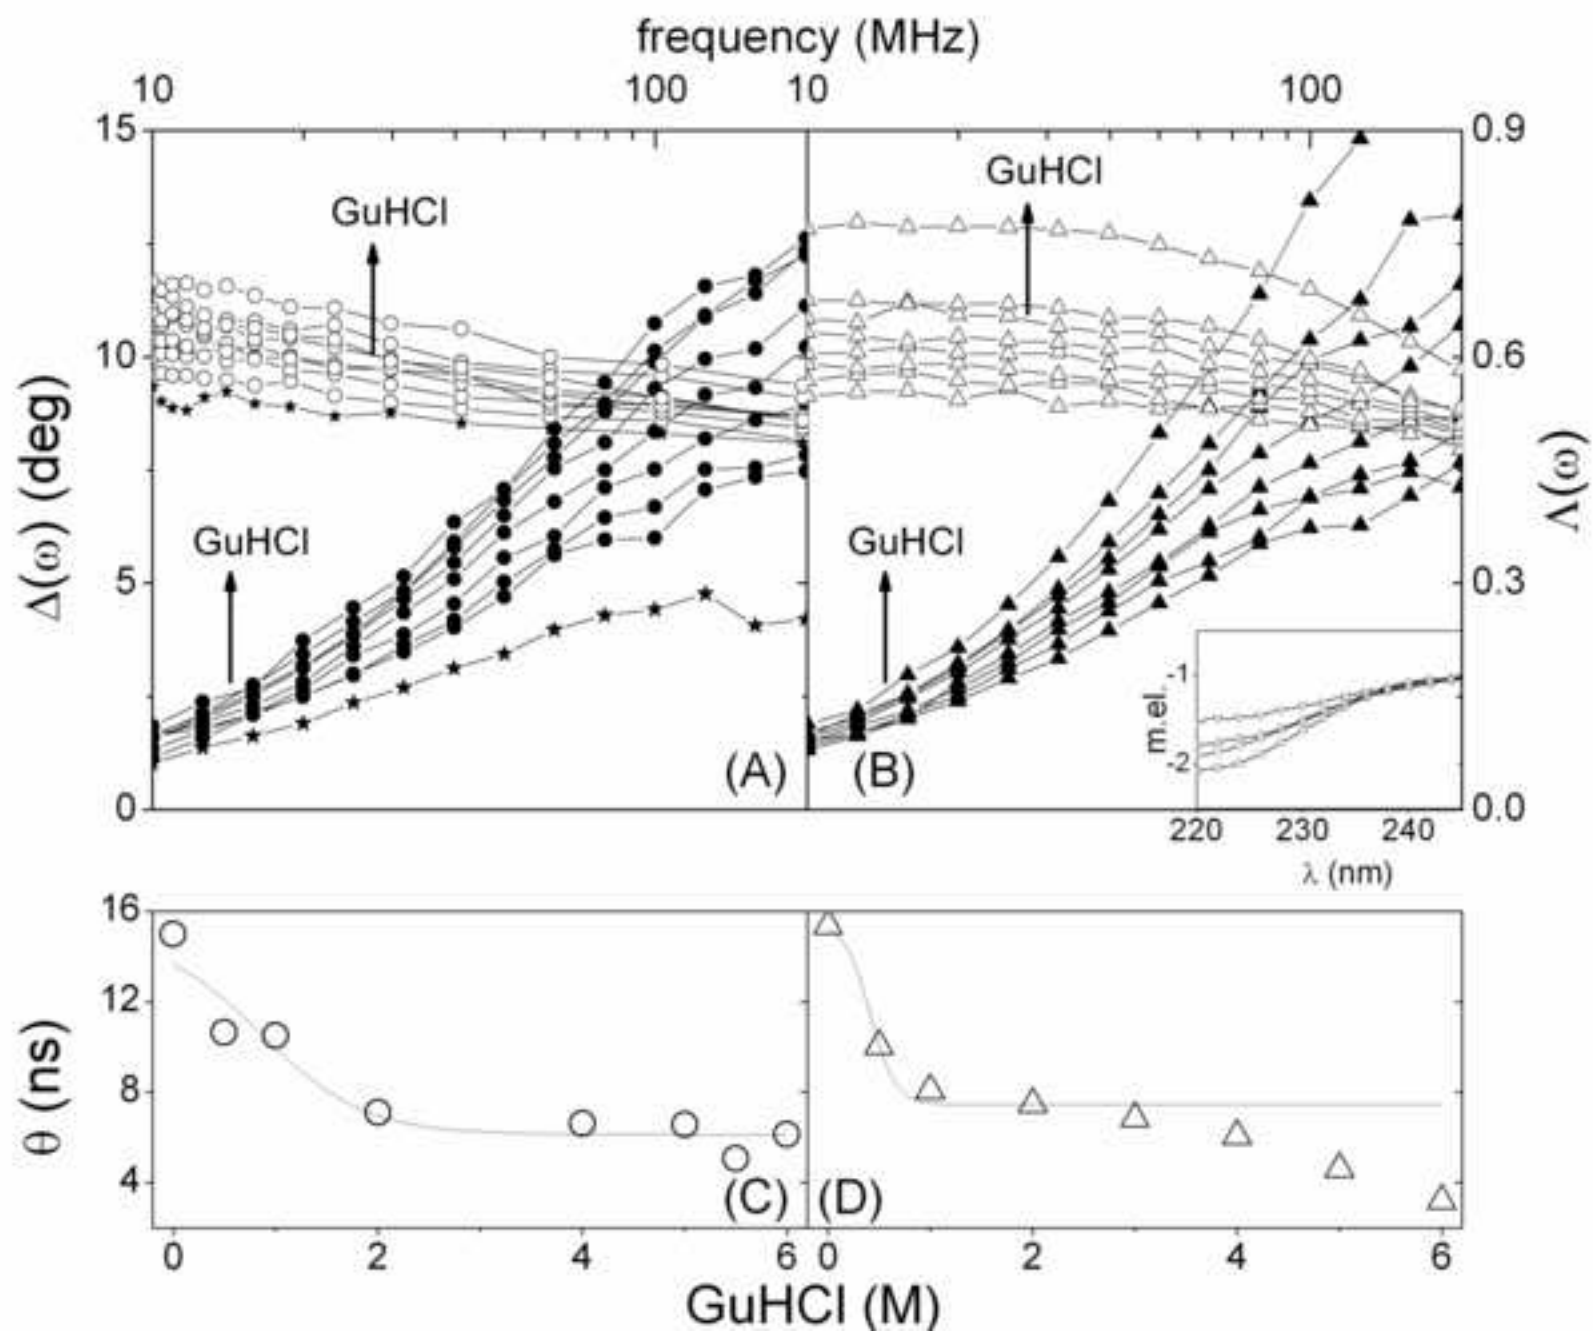 frequency (MHz)
10 100 10 100
15 0.9
GuHCl GuHCl
10 0.6
Δ(ω) (deg) Λ(ω)
GuHCl GuHCl
5 0.3
m.el. -1
-2
(A) (B)
0 0.0
220 230 240
λ (nm)
16
12
θ (ns)
8
4
(C) (D)
0 2 4 6 0 2 4 6
GuHCl (M)